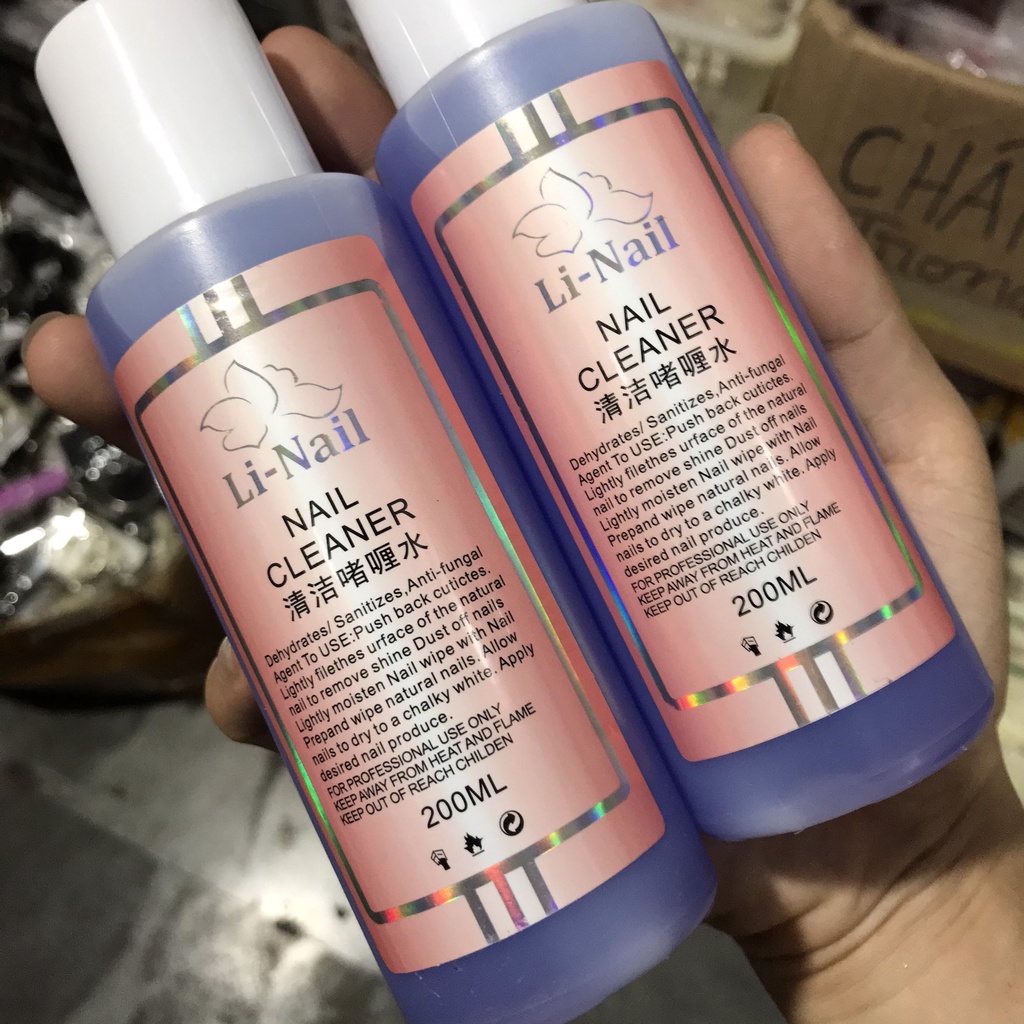 Li-Nail
NAIL
CLEANER
清洁啫喱水
Dehydrates/ Sanitizes,Anti-fungal
Agent To USE:Push back cuticles.
Lightly filethes urface of the natural
nail to remove shine Dust off nails
Lightly moisten Nail wipe with Nail
Prepand wipe natural nails. Allow
nails to dry to a chalky white. Apply
desired nail produce.
FOR PROFESSIONAL USE ONLY
KEEP AWAY FROM HEAT AND FLAME
KEEP OUT OF REACH CHILDEN
200ML
Li-Nail
NAIL
CLEANER
清洁啫喱水
Dehydrates/ Sanitizes,Anti-fungal
Agent To USE:Push back cuticles.
Lightly filethes urface of the natural
nail to remove shine Dust off nails
Lightly moisten Nail wipe with Nail
Prepand wipe natural nails. Allow
nails to dry to a chalky white. Apply
desired nail produce.
FOR PROFESSIONAL USE ONLY
KEEP AWAY FROM HEAT AND FLAME
KEEP OUT OF REACH CHILDEN
200ML